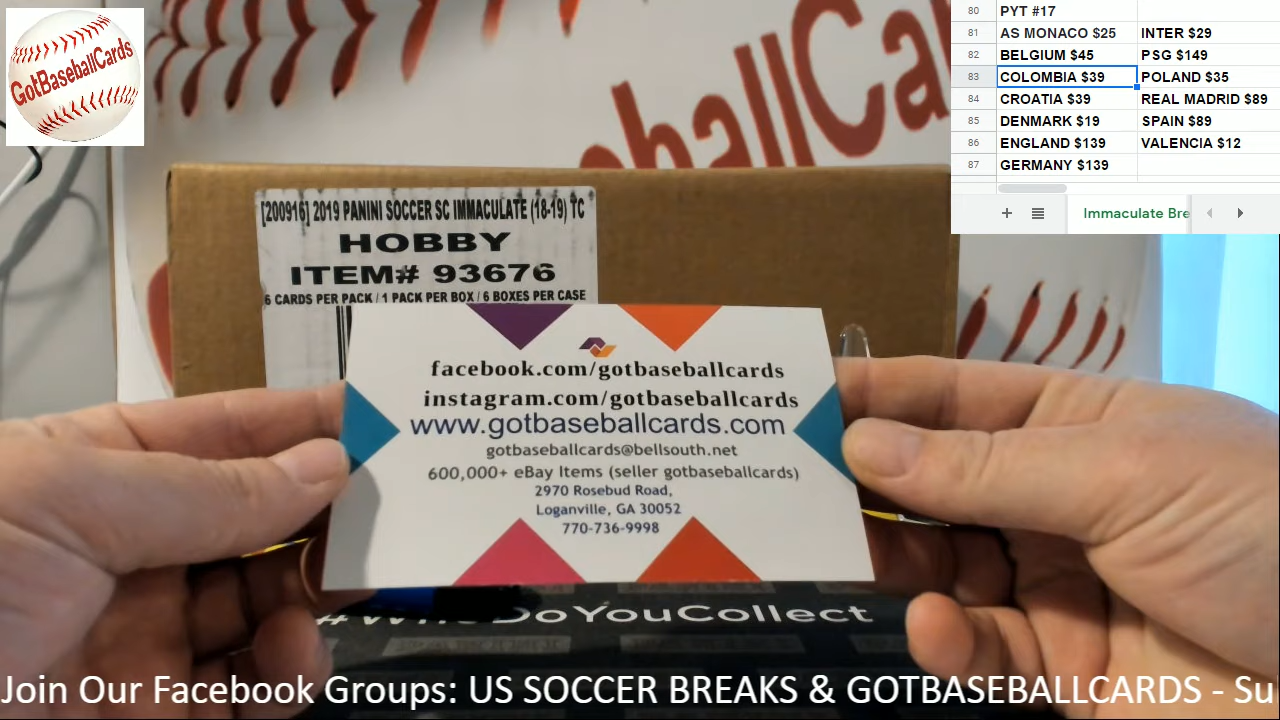 GotBaseballCards
80 PYT #17
81 AS MONACO $25 INTER $29
82 BELGIUM $45 PSG $149
83 COLOMBIA $39 POLAND $35
84 CROATIA $39 REAL MADRID $89
85 DENMARK $19 SPAIN $89
86 ENGLAND $139 VALENCIA $12
87 GERMANY $139
Immaculate Bre
ballCa
[200916] 2019 PANINI SOCCER SC IMMACULATE (18-19) TC
HOBBY
ITEM# 93676
6 CARDS PER PACK / 1 PACK PER BOX / 6 BOXES PER CASE
facebook.com/gotbaseballcards
instagram.com/gotbaseballcards
www.gotbaseballcards.com
gotbaseballcards@bellsouth.net
600,000+ eBay Items (seller gotbaseballcards)
2970 Rosebud Road,
Loganville, GA 30052
770-736-9998
#WhoDoYouCollect
Join Our Facebook Groups: US SOCCER BREAKS & GOTBASEBALLCARDS - Su